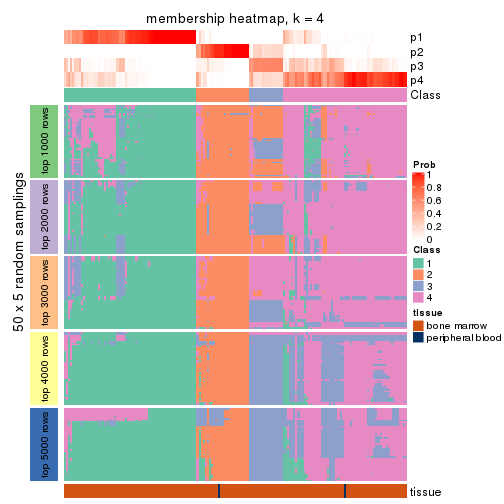 membership heatmap, k = 4
p1
p2
p3
p4
Class
50 x 5 random samplings
top 1000 rows
top 2000 rows
top 3000 rows
top 4000 rows
top 5000 rows
Prob
1
0.8
0.6
0.4
0.2
0
Class
1
2
3
4
tissue
bone marrow
peripheral blood
tissue